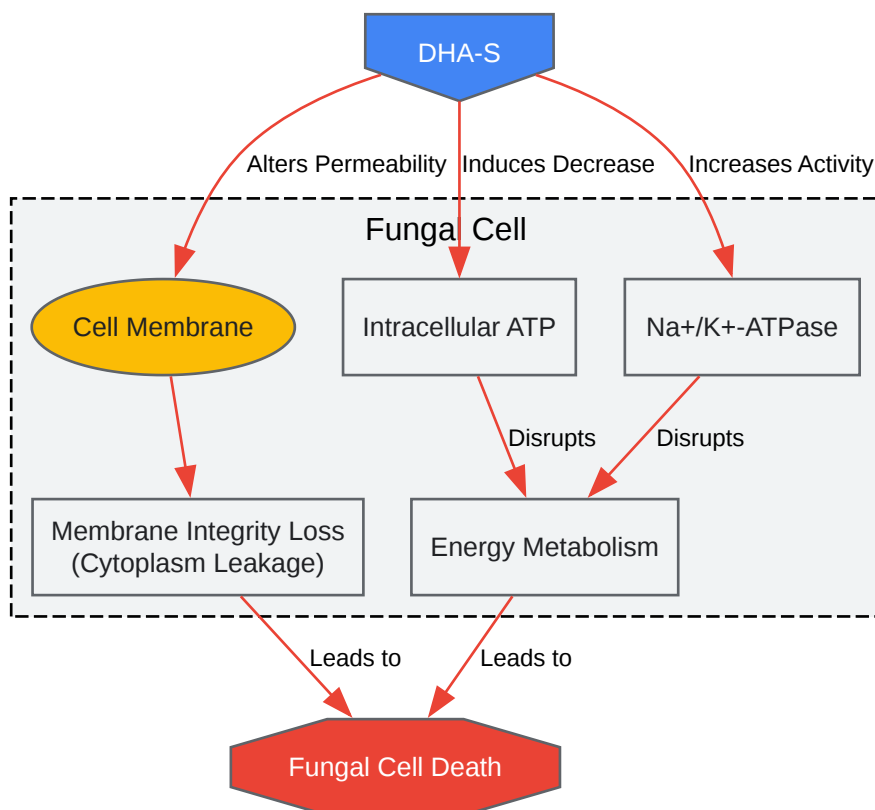 DHA-S
Alters Permeability
Induces Decrease
Increases Activity
Fungal Cell
Cell Membrane
Intracellular ATP
Na+/K+-ATPase
Disrupts
Disrupts
Membrane Integrity Loss
(Cytoplasm Leakage)
Energy Metabolism
Leads to
Leads to
Fungal Cell Death